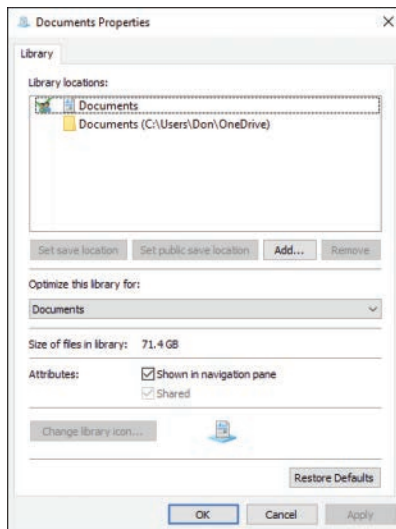 Documents Properties
Library
Library locations:
Documents
Documents (C:\Users\Don\OneDrive)
Set save location Set public save location Add... Remove
Optimize this library for:
Documents
Size of files in library: 71.4 GB
Attributes: Shown in navigation pane
Shared
Change library icon...
Restore Defaults
OK Cancel Apply